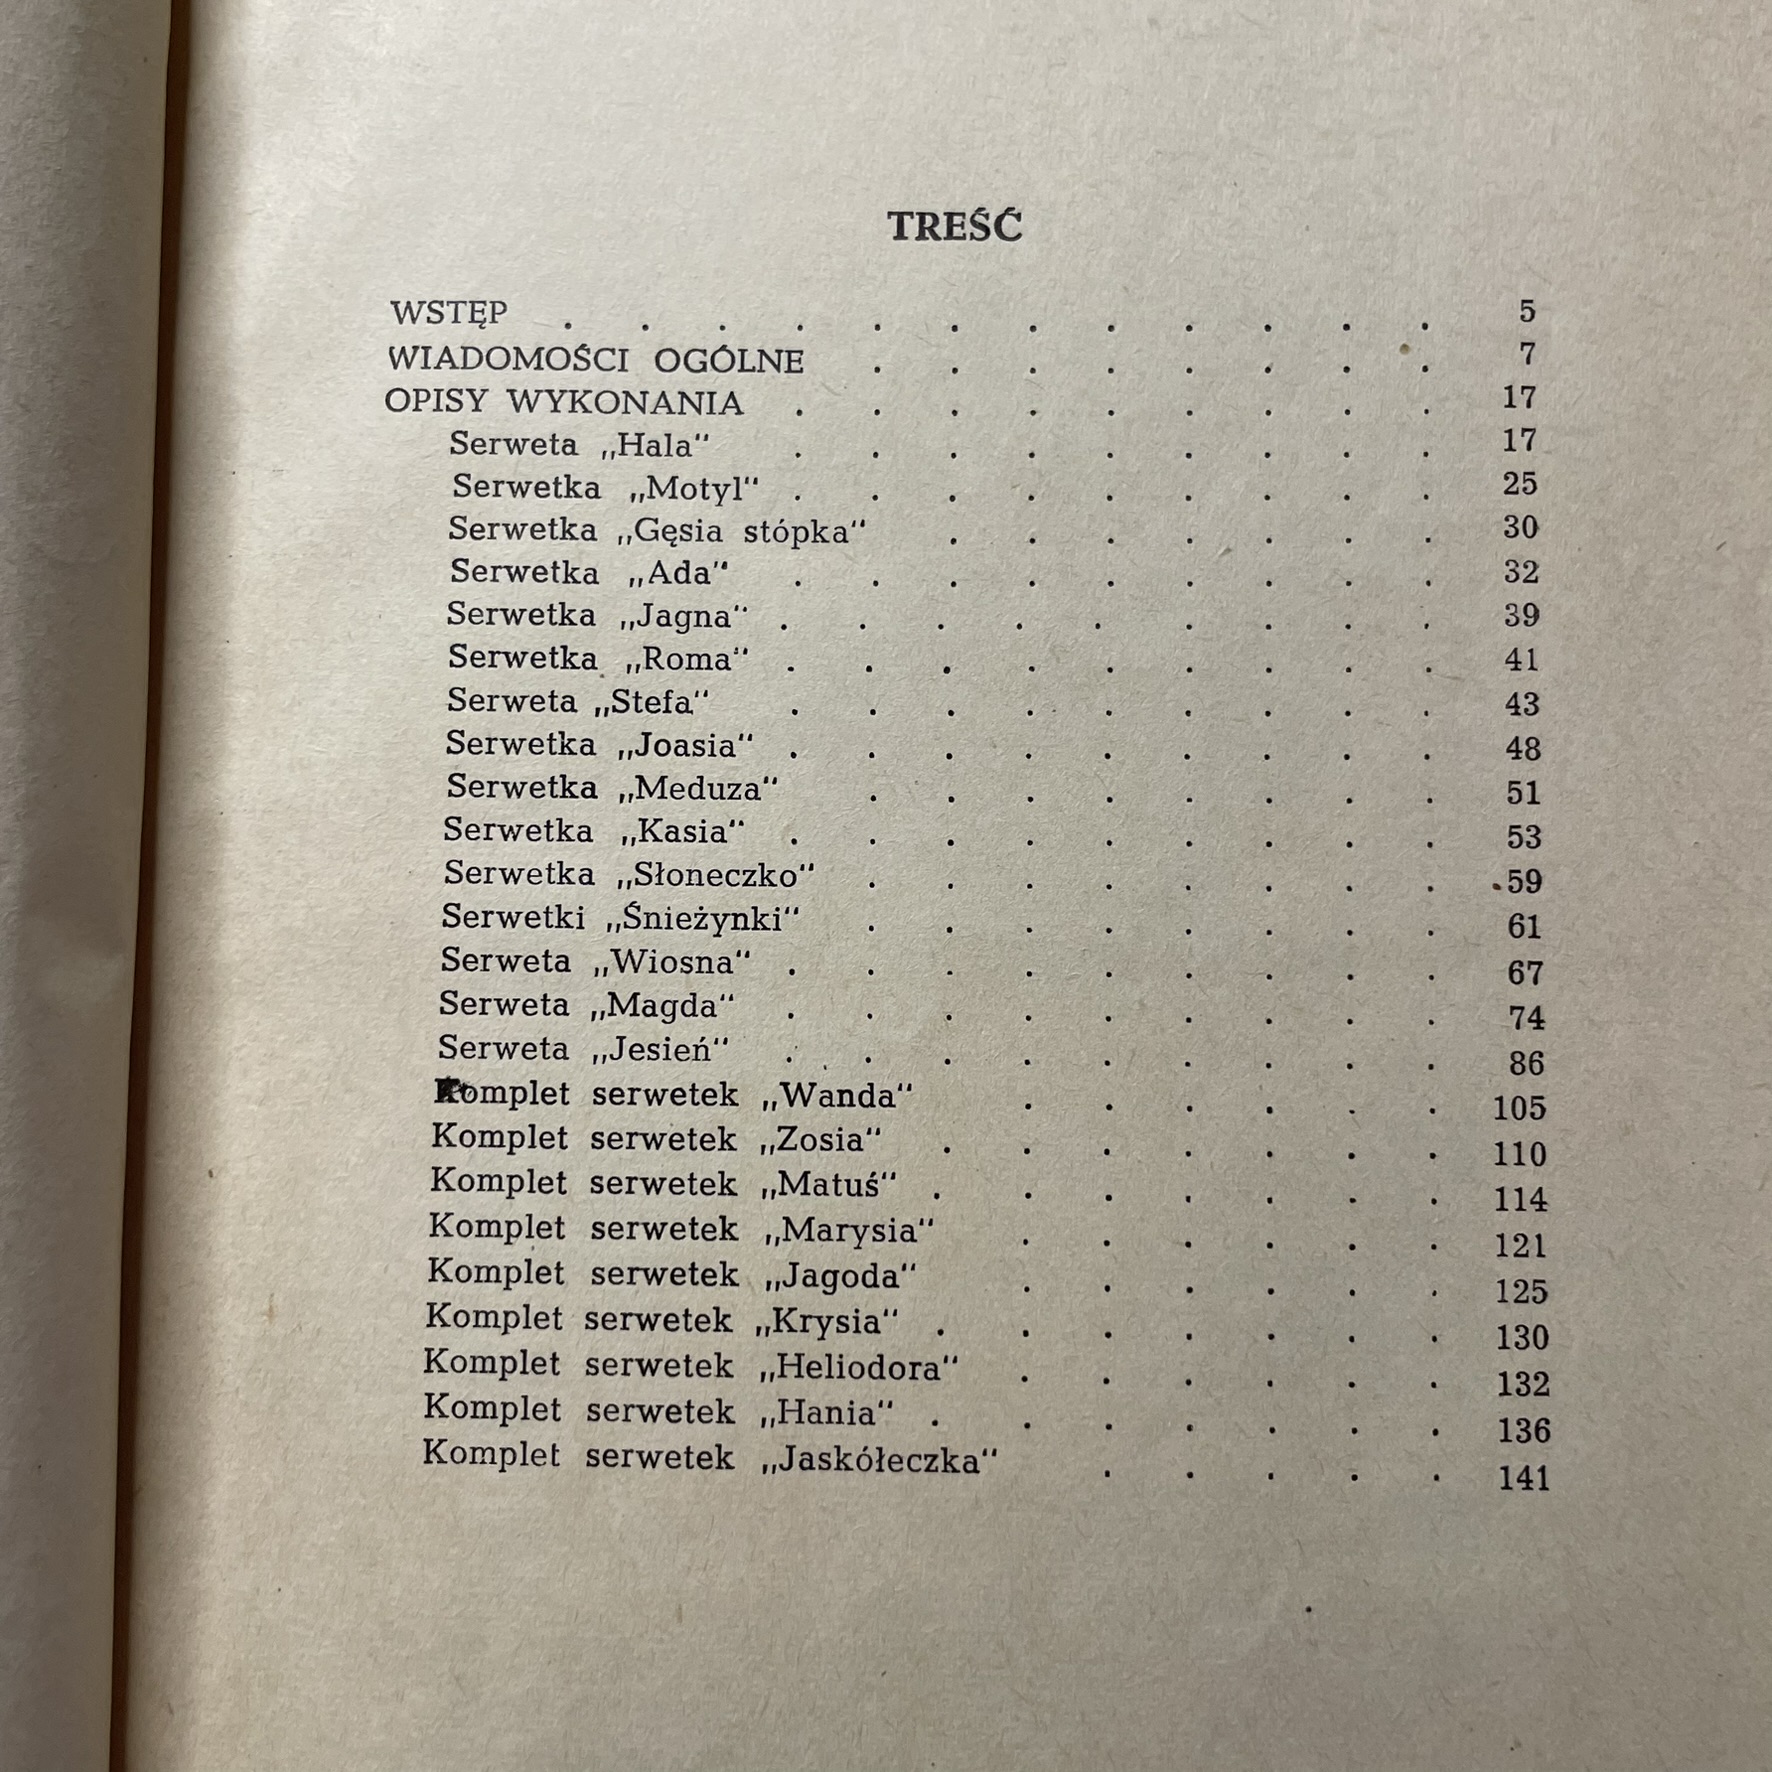 TREŚĆ
WSTĘP . . . . . . . . . . . . 5
WIADOMOŚCI OGÓLNE . . . . . . . . 7
OPISY WYKONANIA . . . . . . . . . 17
Serweta „Hala“ . . . . . . . . . 17
Serwetka „Motyl“ . . . . . . . . . 25
Serwetka „Gęsia stópka“ . . . . . . . 30
Serwetka „Ada“ . . . . . . . . . 32
Serwetka „Jagna“ . . . . . . . . . 39
Serwetka „Roma“ . . . . . . . . . 41
Serweta „Stefa“ . . . . . . . . . 43
Serwetka „Joasia“ . . . . . . . . . 48
Serwetka „Meduza“ . . . . . . . . 51
Serwetka „Kasia“ . . . . . . . . . 53
Serwetka „Słoneczko“ . . . . . . . . 59
Serwetki „Śnieżynki“ . . . . . . . . 61
Serweta „Wiosna“ . . . . . . . . . 67
Serweta „Magda“ . . . . . . . . . 74
Serweta „Jesień“ . . . . . . . . . 86
Komplet serwetek „Wanda“ . . . . . . 105
Komplet serwetek „Zosia“ . . . . . . . 110
Komplet serwetek „Matuś“ . . . . . . . 114
Komplet serwetek „Marysia“ . . . . . . 121
Komplet serwetek „Jagoda“ . . . . . . 125
Komplet serwetek „Krysia“ . . . . . . . 130
Komplet serwetek „Heliodora“ . . . . . . 132
Komplet serwetek „Hania“ . . . . . . . 136
Komplet serwetek „Jaskółeczka“ . . . . . 141